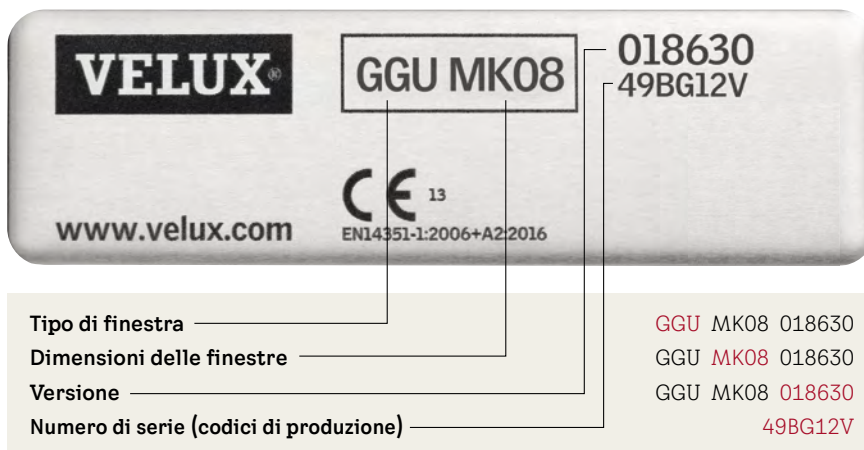 VELUX®
GGU MK08
018630
49BG12V
CE 13
www.velux.com
EN14351-1:2006+A2:2016
Tipo di finestra GGU MK08 018630
Dimensioni delle finestre GGU MK08 018630
Versione GGU MK08 018630
Numero di serie (codici di produzione) 49BG12V